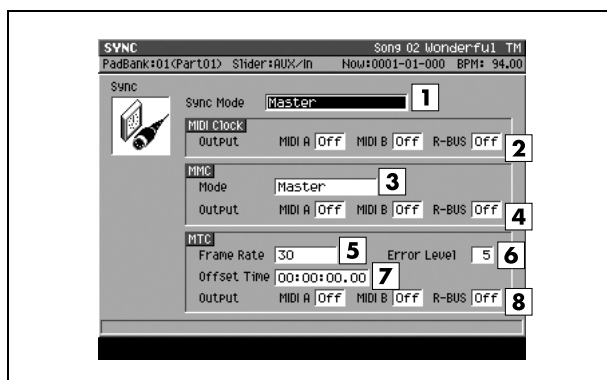 SYNC Song 02 Wonderful TM
PadBank:01(Part01) Slider:AUX/In Now:0001-01-000 BPM: 94.00
Sync
Sync Mode Master 1
MIDI Clock
Output MIDI A Off MIDI B Off R-BUS Off 2
MMC
Mode Master 3
Output MIDI A Off MIDI B Off R-BUS Off 4
MTC
Frame Rate 30 5 Error Level 5 6
Offset Time 00:00:00.00 7
Output MIDI A Off MIDI B Off R-BUS Off 8